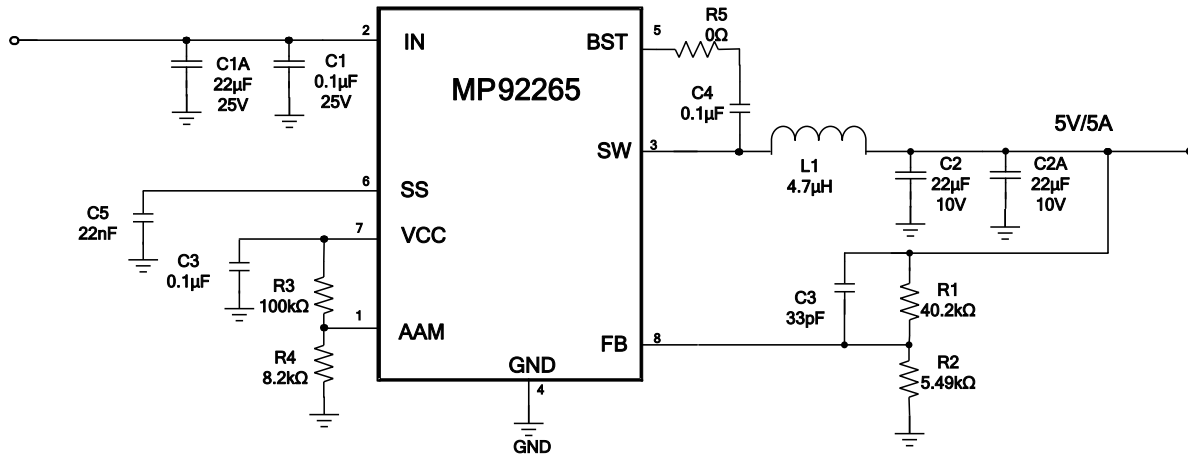 2
IN
C1A
22µF
25V
C1
0.1µF
25V
MP92265
BST
5
R5
0Ω
C4
0.1µF
SW
3
L1
4.7µH
5V/5A
C2
22µF
10V
C2A
22µF
10V
6
SS
C5
22nF
7
VCC
C3
0.1µF
R3
100kΩ
1
AAM
R4
8.2kΩ
GND
4
GND
FB
8
C3
33pF
R1
40.2kΩ
R2
5.49kΩ